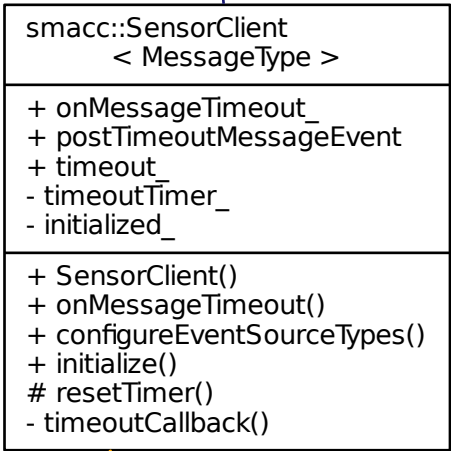 smacc::SensorClient
< MessageType >
+ onMessageTimeout_
+ postTimeoutMessageEvent
+ timeout_
- timeoutTimer_
- initialized_
+ SensorClient()
+ onMessageTimeout()
+ configureEventSourceTypes()
+ initialize()
# resetTimer()
- timeoutCallback()